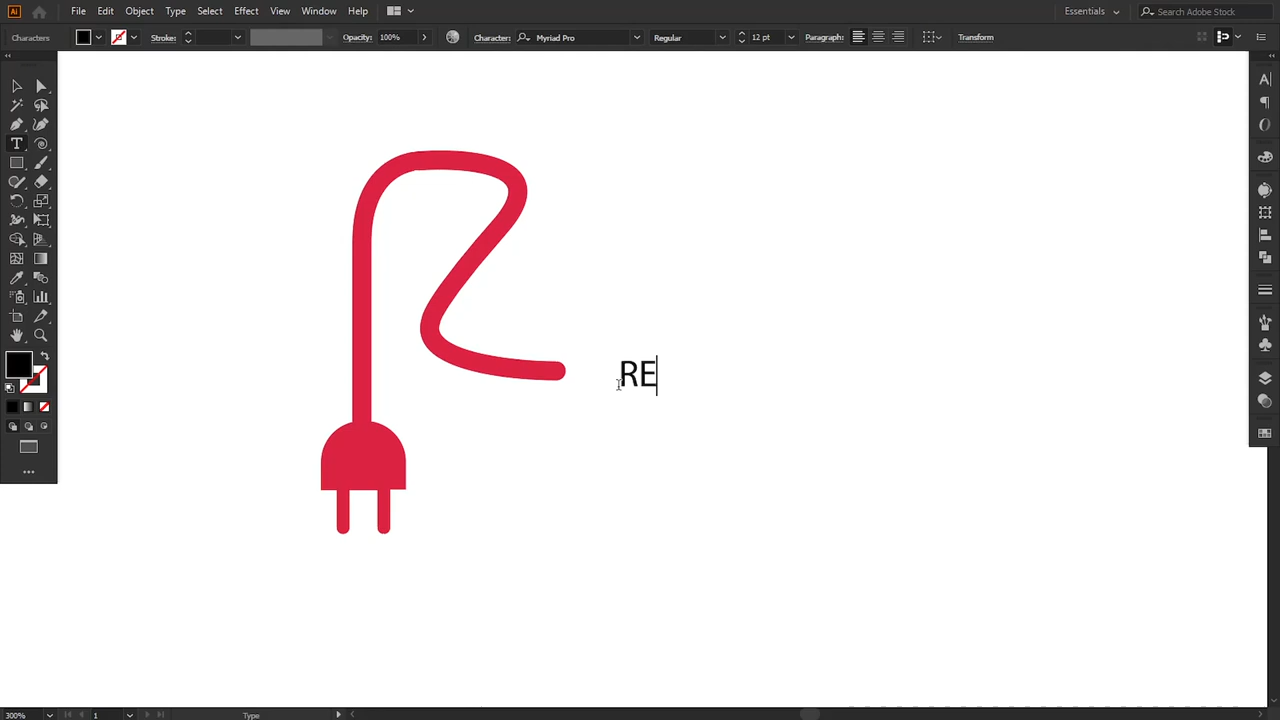 Ai File Edit Object Type Select Effect View Window Help Essentials Search Adobe Stock
Characters Stroke: Opacity: 100% Character: Myriad Pro Regular 12 pt Paragraph: Transform
RE
300% 1 Type